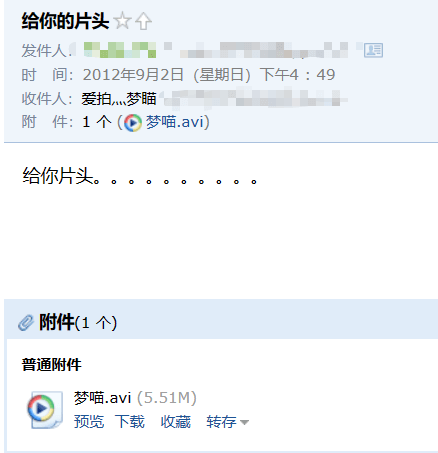 给你的片头
发件人：
时　间：2012年9月2日（星期日）下午4：49
收件人：爱拍灬梦瞄
附　件：1 个 (梦喵.avi)
给你片头。。。。。。。。。。
附件(1 个)
普通附件
梦喵.avi (5.51M)
预览 下载 收藏 转存